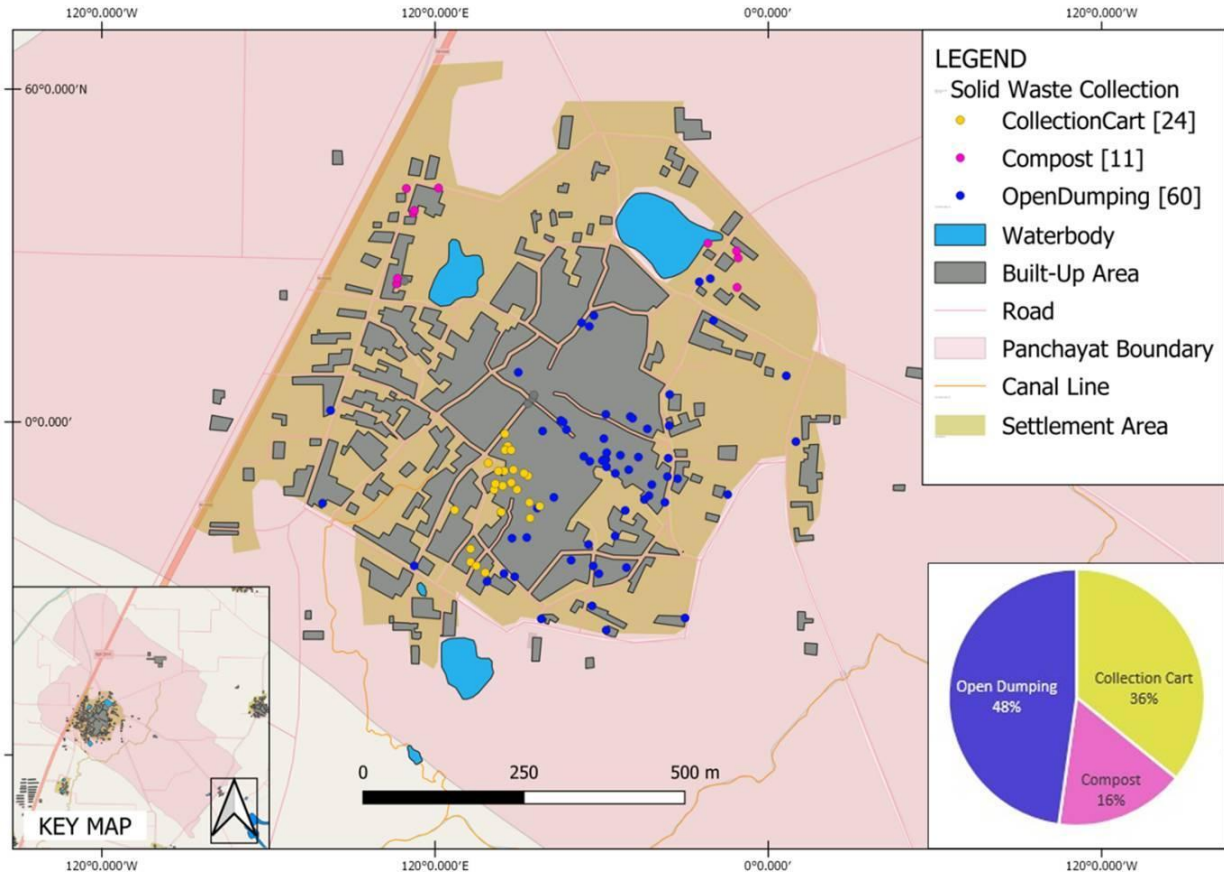 120°0.000'W 120°0.000'E 0°0.000' 120°0.000'W
60°0.000'N
0°0.000'
LEGEND
Solid Waste Collection
CollectionCart [24]
Compost [11]
OpenDumping [60]
Waterbody
Built-Up Area
Road
Panchayat Boundary
Canal Line
Settlement Area
Open Dumping
48%
Collection Cart
36%
Compost
16%
0 250 500 m
KEY MAP
120°0.000'W 120°0.000'E 0°0.000' 120°0.000'W